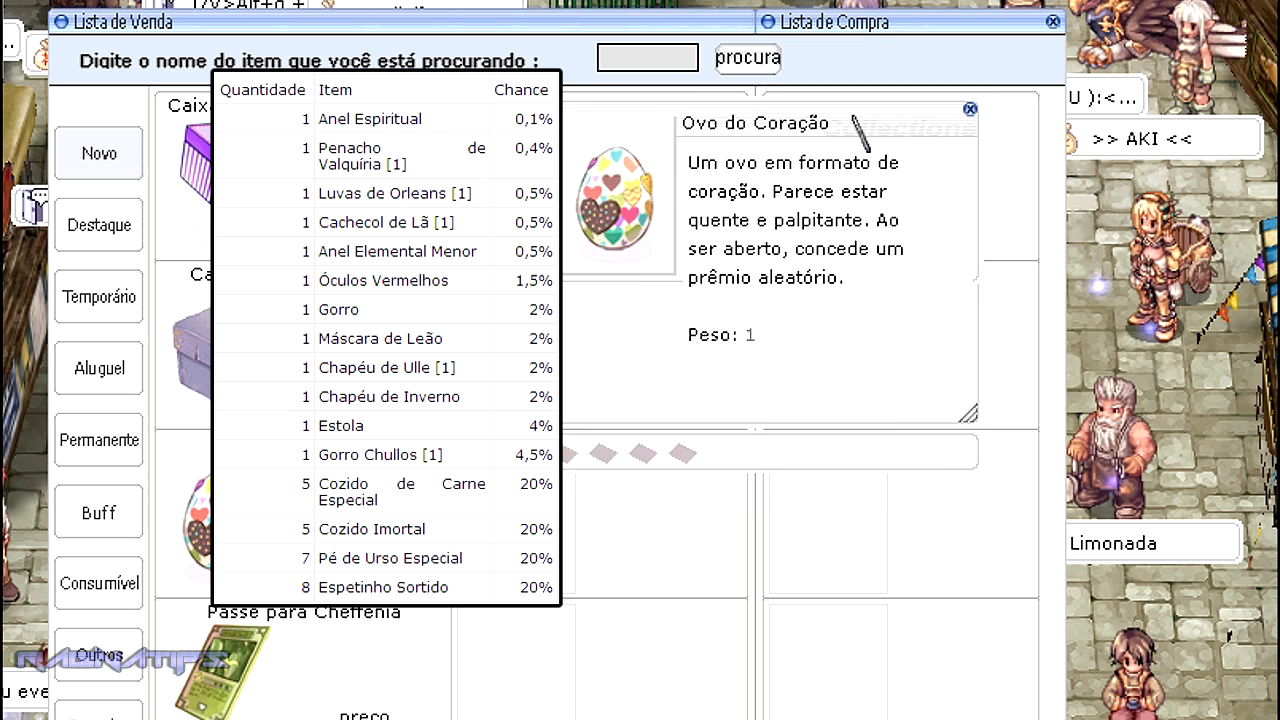 Lista de Venda
Lista de Compra
Digite o nome do item que você está procurando :
procura
Novo
Destaque
Temporário
Aluguel
Permanente
Buff
Consumível
Outros
Quantidade Item Chance
1 Anel Espiritual 0,1%
1 Penacho de 0,4%
Valquíria [1]
1 Luvas de Orleans [1] 0,5%
1 Cachecol de Lã [1] 0,5%
1 Anel Elemental Menor 0,5%
1 Óculos Vermelhos 1,5%
1 Gorro 2%
1 Máscara de Leão 2%
1 Chapéu de Ulle [1] 2%
1 Chapéu de Inverno 2%
1 Estola 4%
1 Gorro Chullos [1] 4,5%
5 Cozido de Carne 20%
Especial
5 Cozido Imortal 20%
7 Pé de Urso Especial 20%
8 Espetinho Sortido 20%
Ovo do Coração
Um ovo em formato de
coração. Parece estar
quente e palpitante. Ao
ser aberto, concede um
prêmio aleatório.
Peso: 1
Passe para Cheffenia
preço
RAGNATIPS
U ):<...
>> AKI <<
Limonada
u eve